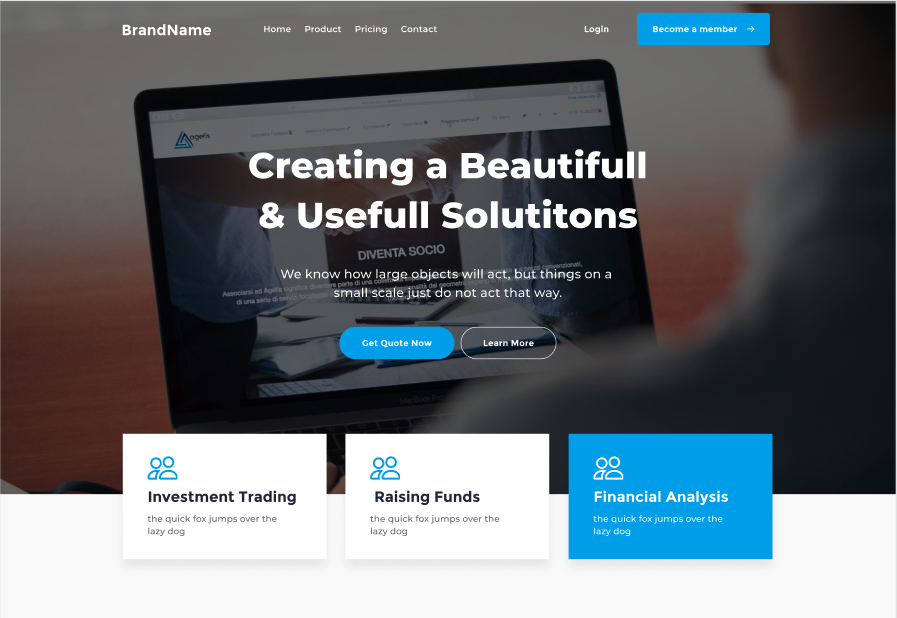 BrandName
Home Product Pricing Contact
Login
Become a member
agelis
Creating a Beautifull
& Usefull Solutitons
DIVENTA SOCIO
We know how large objects will act, but things on a
small scale just do not act that way.
Get Quote Now
Learn More
MacBook Pro
Investment Trading
the quick fox jumps over the
lazy dog
Raising Funds
the quick fox jumps over the
lazy dog
Financial Analysis
the quick fox jumps over the
lazy dog